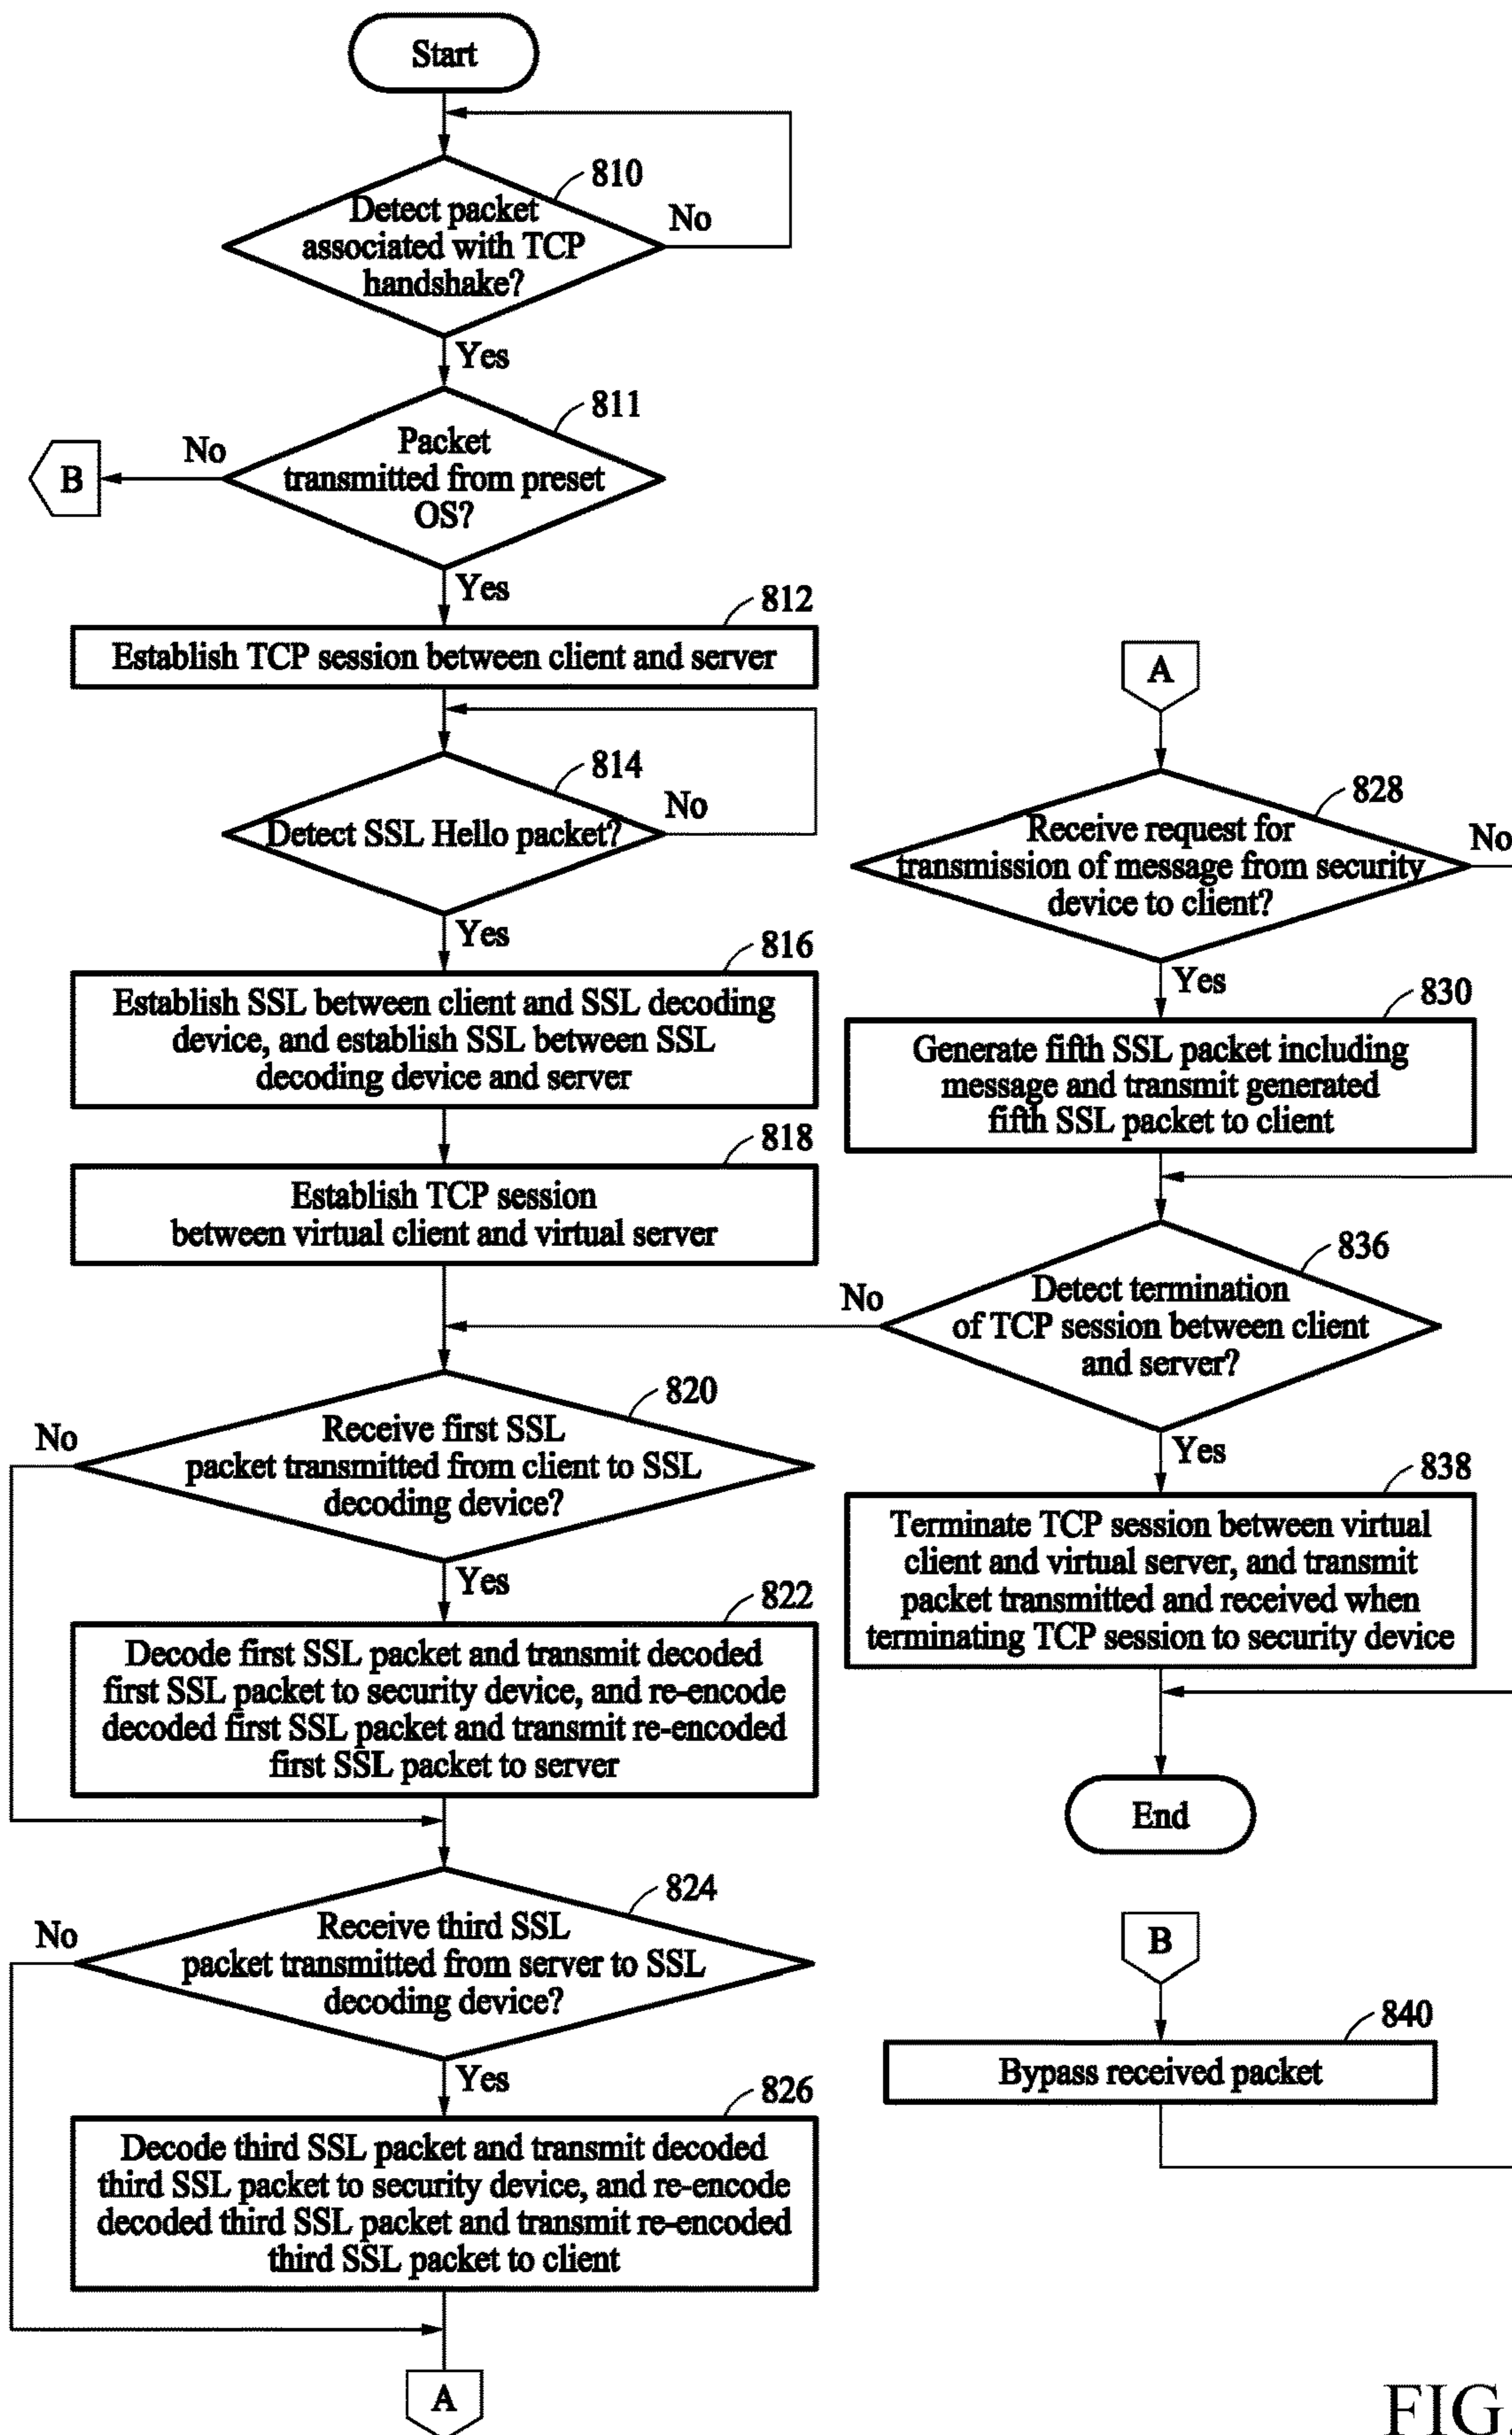 Start
810
Detect packet
associated with TCP
handshake?
No
Yes
811
Packet
transmitted from preset
OS?
No
B
Yes
812
Establish TCP session between client and server
814
Detect SSL Hello packet?
No
Yes
816
Establish SSL between client and SSL decoding
device, and establish SSL between SSL
decoding device and server
818
Establish TCP session
between virtual client and virtual server
820
Receive first SSL
packet transmitted from client to SSL
decoding device?
No
Yes
822
Decode first SSL packet and transmit decoded
first SSL packet to security device, and re-encode
decoded first SSL packet and transmit re-encoded
first SSL packet to server
824
Receive third SSL
packet transmitted from server to SSL
decoding device?
No
Yes
826
Decode third SSL packet and transmit decoded
third SSL packet to security device, and re-encode
decoded third SSL packet and transmit re-encoded
third SSL packet to client
A
A
828
Receive request for
transmission of message from security
device to client?
No
Yes
830
Generate fifth SSL packet including
message and transmit generated
fifth SSL packet to client
836
Detect termination
of TCP session between client
and server?
No
Yes
838
Terminate TCP session between virtual
client and virtual server, and transmit
packet transmitted and received when
terminating TCP session to security device
End
B
840
Bypass received packet
FIG.